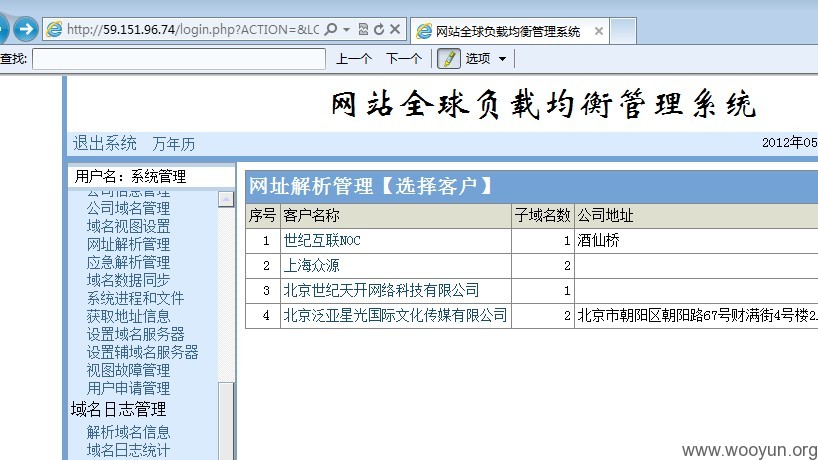 http://59.151.96.74/login.php?ACTION=&LC
网站全球负载均衡管理系统
查找:
上一个 下一个 选项
网站全球负载均衡管理系统
退出系统 万年历
2012年05
用户名：系统管理
公司信息管理
公司域名管理
域名视图设置
网址解析管理
应急解析管理
域名数据同步
系统进程和文件
获取地址信息
设置域名服务器
设置辅域名服务器
视图故障管理
用户申请管理
域名日志管理
解析域名信息
域名日志统计
网址解析管理【选择客户】
序号 客户名称 子域名数 公司地址
1 世纪互联NOC 1 酒仙桥
2 上海众源 2
3 北京世纪天开网络科技有限公司 1
4 北京泛亚星光国际文化传媒有限公司 2 北京市朝阳区朝阳路67号财满街4号楼2
www.wooyun.org